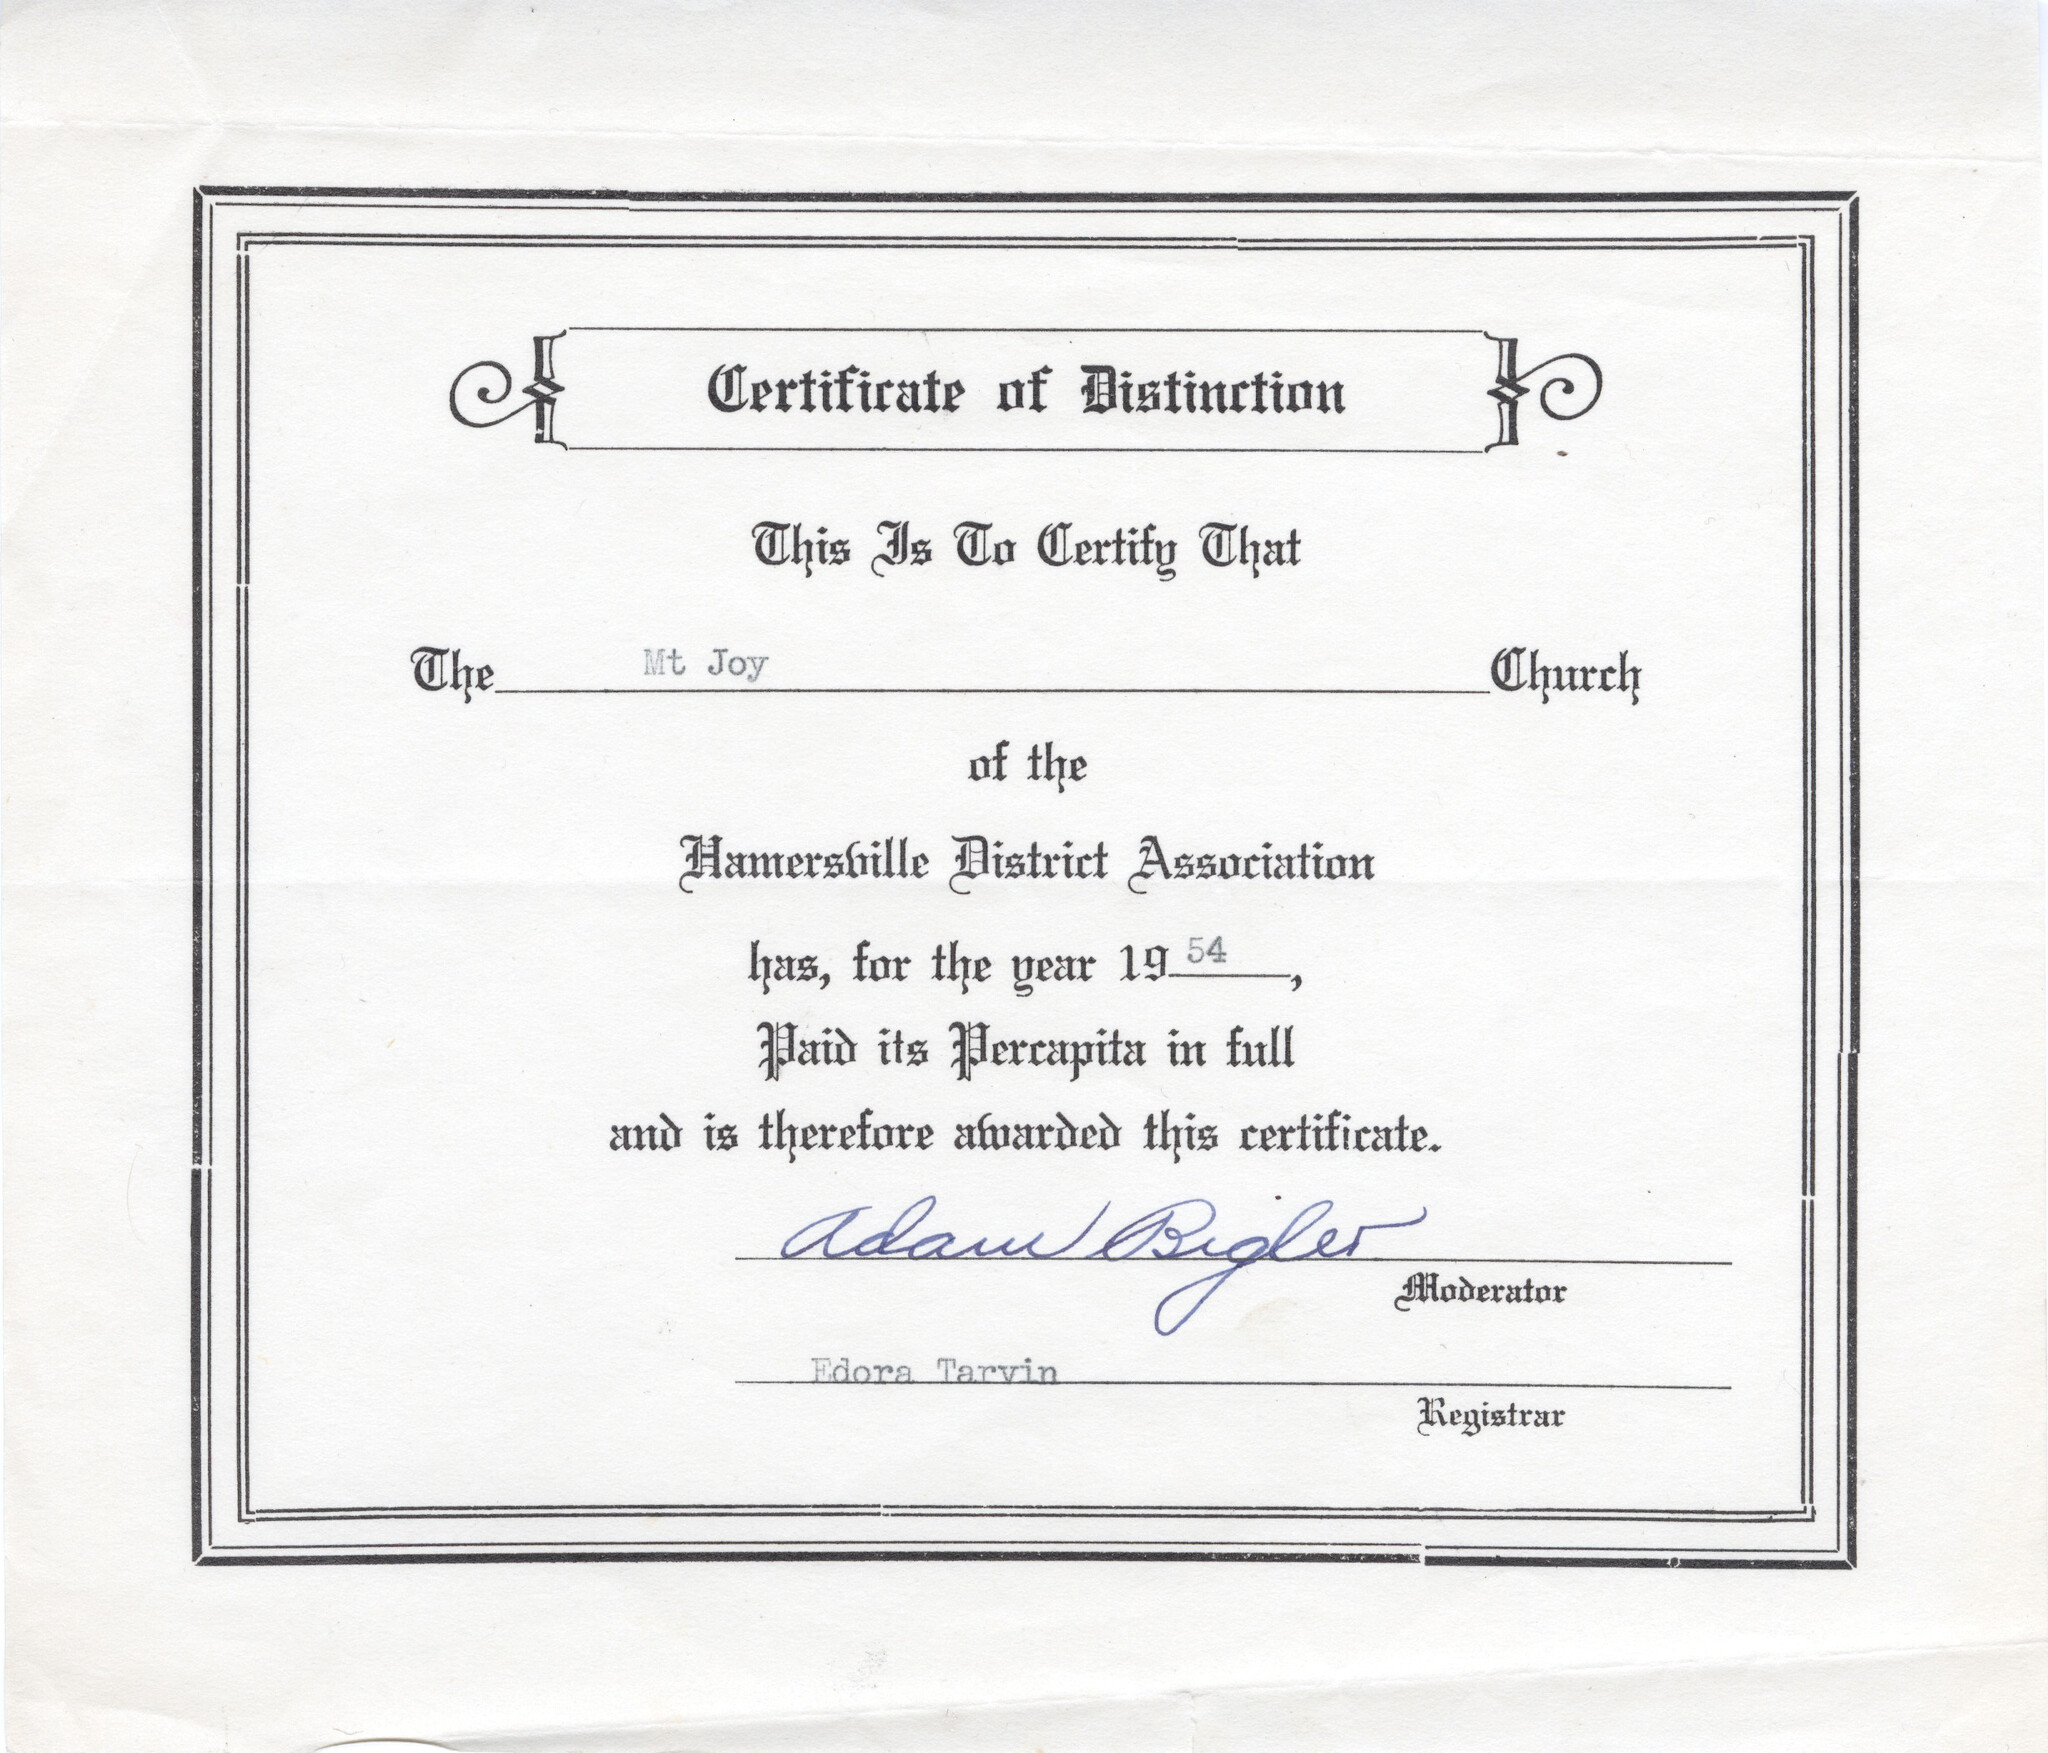 Certificate of Distinction
This Is To Certify That
The Mt Joy Church
of the
Hamersville District Association
has, for the year 19 54,
Paid its Percapita in full
and is therefore awarded this certificate.
Adam Bigler
Moderator
Edora Tarvin
Registrar